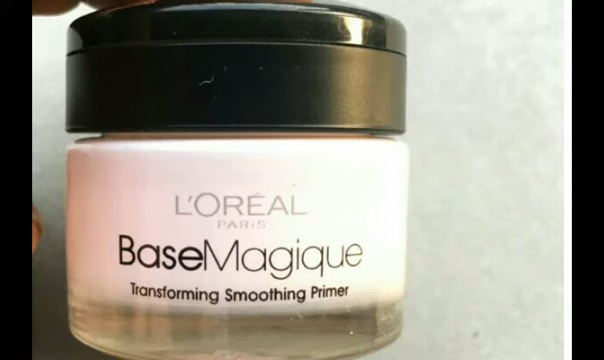 L'ORÉAL
PARIS
BaseMagique
Transforming Smoothing Primer